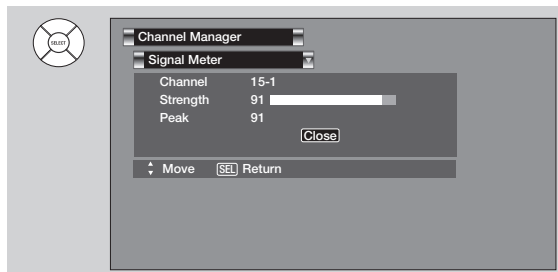 SELECT
Channel Manager
Signal Meter
Channel 15-1
Strength 91
Peak 91
Close
Move SEL Return